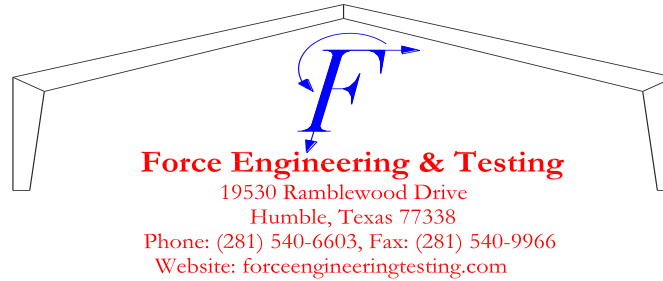 F
Force Engineering & Testing
19530 Ramblewood Drive
Humble, Texas 77338
Phone: (281) 540-6603, Fax: (281) 540-9966
Website: forceengineeringtesting.com